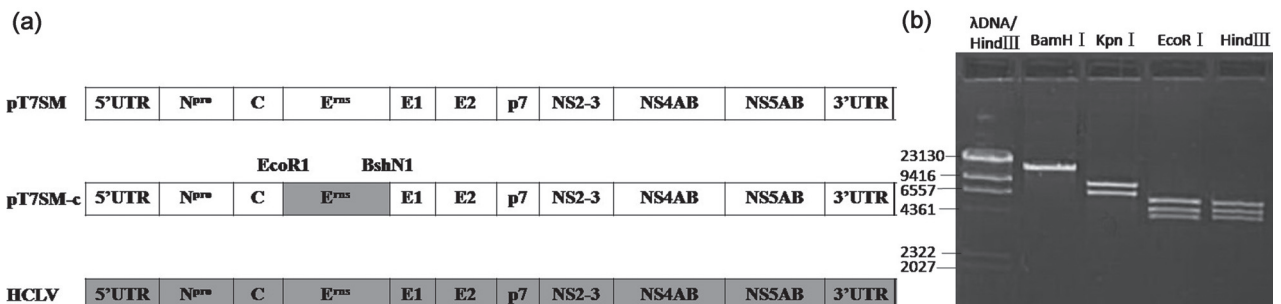 (a)
pT7SM 5'UTR Nᵖʳᵒ C Eʳⁿˢ E1 E2 p7 NS2-3 NS4AB NS5AB 3'UTR
EcoR1 BshN1
pT7SM-c 5'UTR Nᵖʳᵒ C Eʳⁿˢ E1 E2 p7 NS2-3 NS4AB NS5AB 3'UTR
HCLV 5'UTR Nᵖʳᵒ C Eʳⁿˢ E1 E2 p7 NS2-3 NS4AB NS5AB 3'UTR
(b)
λDNA/
HindIII BamH I Kpn I EcoR I HindIII
23130
9416
6557
4361
2322
2027